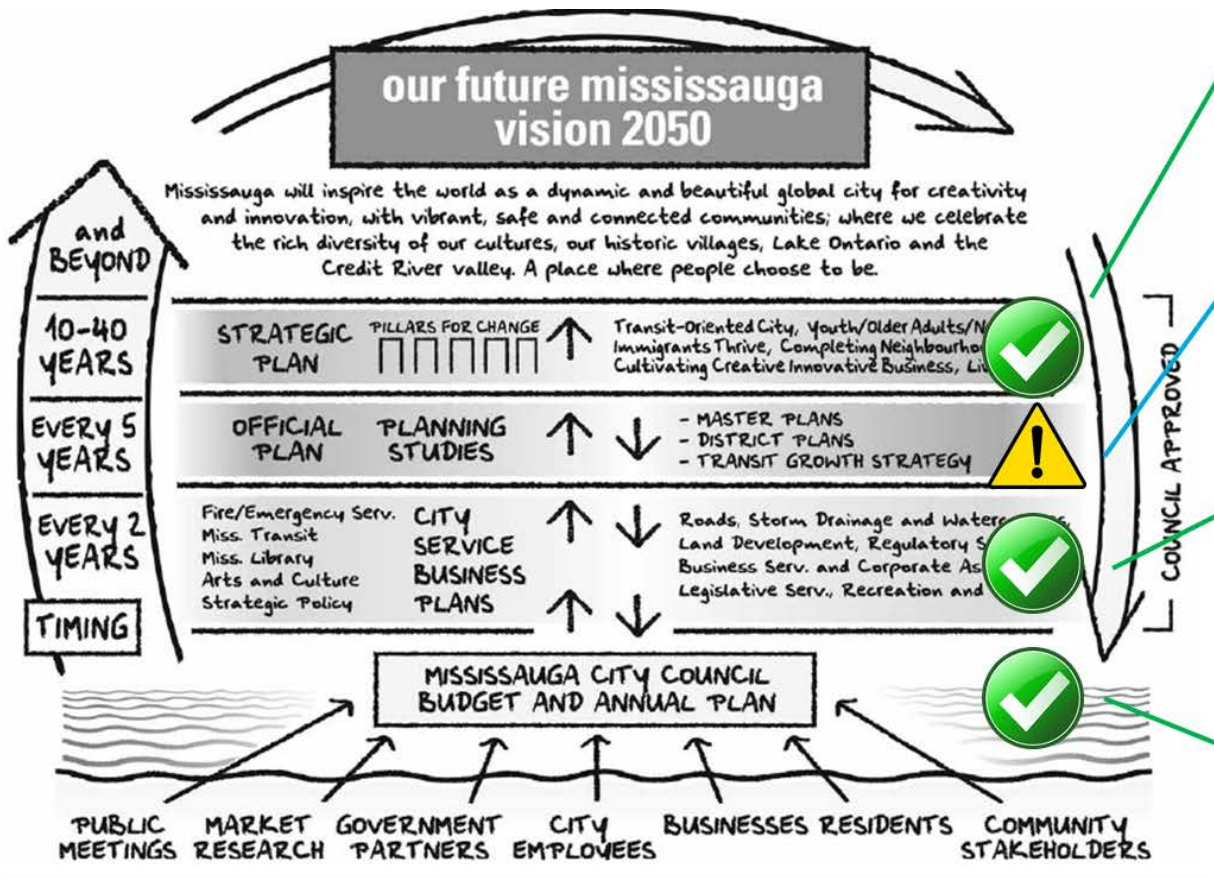 our future mississauga
vision 2050
Mississauga will inspire the world as a dynamic and beautiful global city for creativity
and innovation, with vibrant, safe and connected communities; where we celebrate
the rich diversity of our cultures, our historic villages, Lake Ontario and the
Credit River valley. A place where people choose to be.
and
BEYOND
10-40
YEARS
STRATEGIC
PLAN
PILLARS FOR CHANGE
Transit-Oriented City, Youth/Older Adults/
Immigrants Thrive, Completing
Cultivating Creative Innovative Business,
EVERY 5
YEARS
OFFICIAL
PLAN
PLANNING
STUDIES
- MASTER PLANS
- DISTRICT PLANS
- TRANSIT GROWTH STRATEGY
EVERY 2
YEARS
Fire/Emergency Serv.
Miss. Transit
Miss. Library
Arts and Culture
Strategic Policy
CITY
SERVICE
BUSINESS
PLANS
Roads, Storm Drainage and
Land Development, Regulatory
Business Serv. and Corporate
Legislative Serv., Recreation and
COUNCIL APPROVED
TIMING
MISSISSAUGA CITY COUNCIL
BUDGET AND ANNUAL PLAN
PUBLIC
MEETINGS
MARKET
RESEARCH
GOVERNMENT
PARTNERS
CITY
EMPLOYEES
BUSINESSES
RESIDENTS
COMMUNITY
STAKEHOLDERS